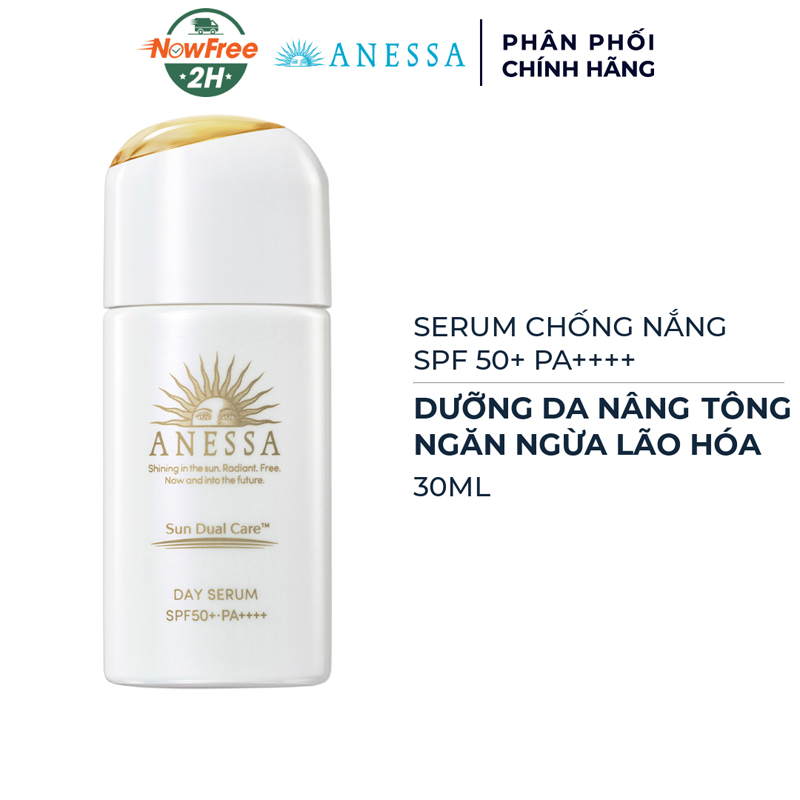 NowFree
2H
ANESSA
PHÂN PHỐI
CHÍNH HÃNG
ANESSA
Shining in the sun. Radiant. Free.
Now and into the future.
Sun Dual Care™
DAY SERUM
SPF50+·PA++++
SERUM CHỐNG NẮNG
SPF 50+ PA++++
DƯỠNG DA NÂNG TÔNG
NGĂN NGỪA LÃO HÓA
30ML